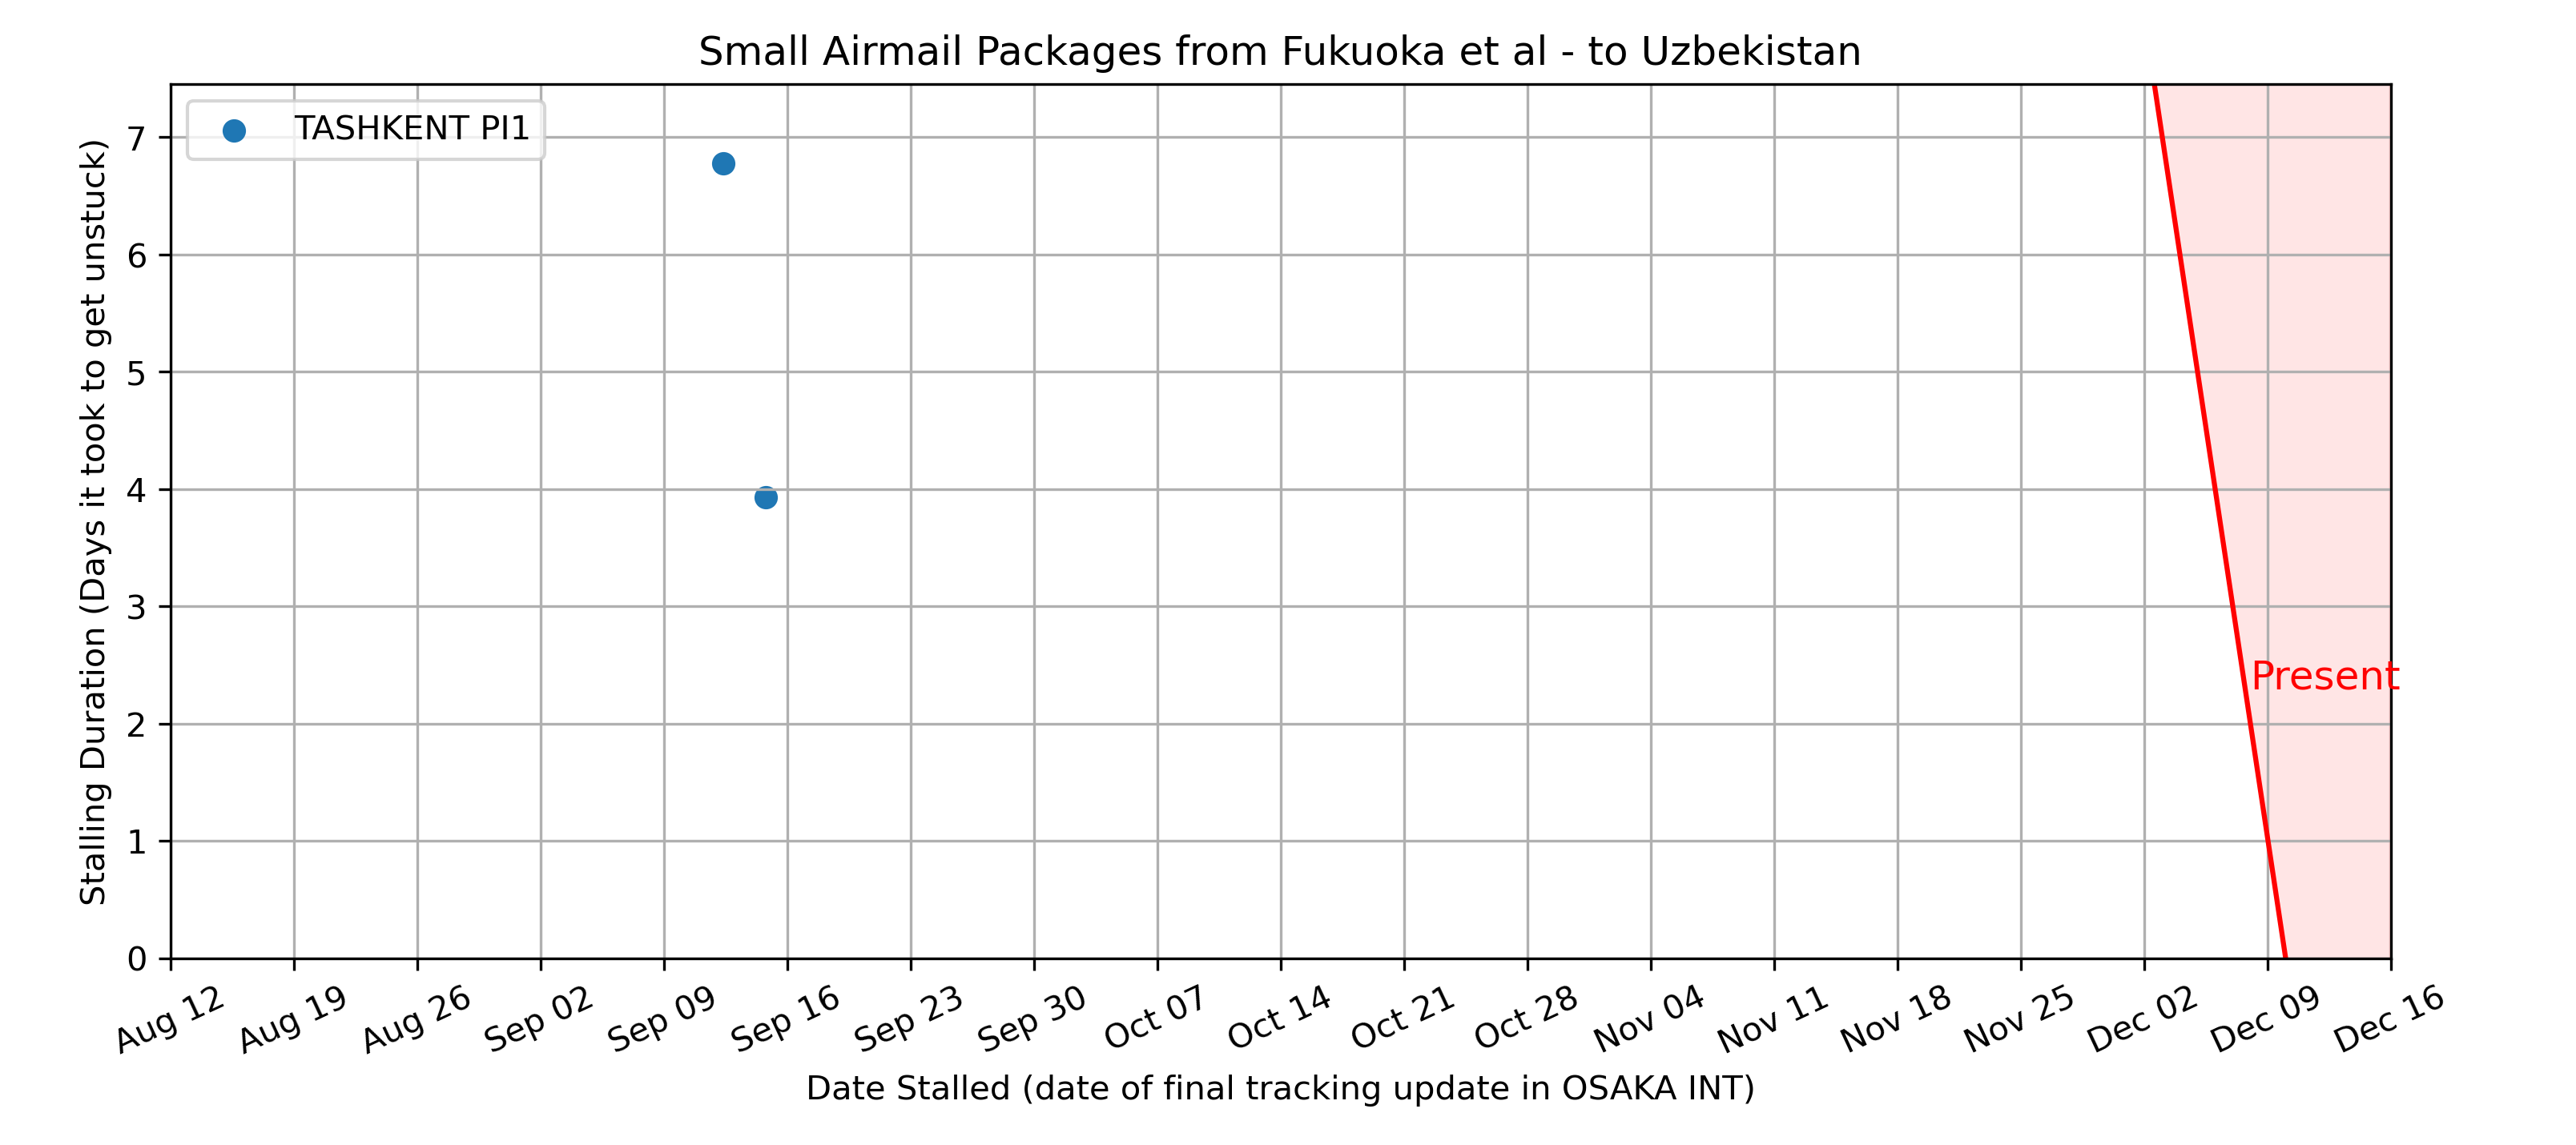 Small Airmail Packages from Fukuoka et al - to Uzbekistan
TASHKENT PI1
Stalling Duration (Days it took to get unstuck)
7
6
5
4
3
2
1
0
Present
Aug 12 Aug 19 Aug 26 Sep 02 Sep 09 Sep 16 Sep 23 Sep 30 Oct 07 Oct 14 Oct 21 Oct 28 Nov 04 Nov 11 Nov 18 Nov 25 Dec 02 Dec 09 Dec 16
Date Stalled (date of final tracking update in OSAKA INT)